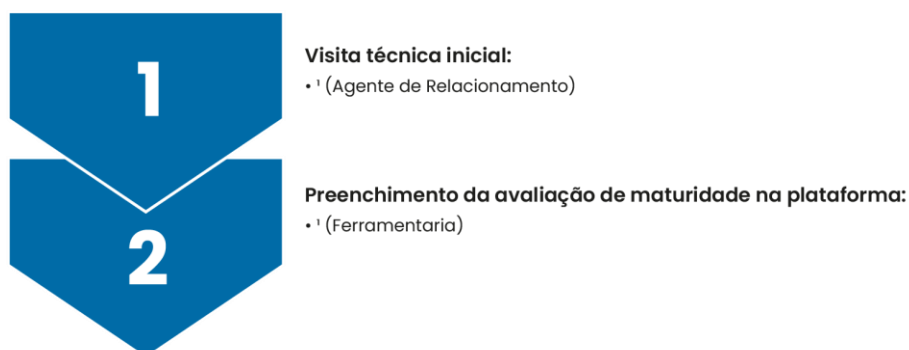 1
Visita técnica inicial:
• ¹ (Agente de Relacionamento)
2
Preenchimento da avaliação de maturidade na plataforma:
• ¹ (Ferramentaria)